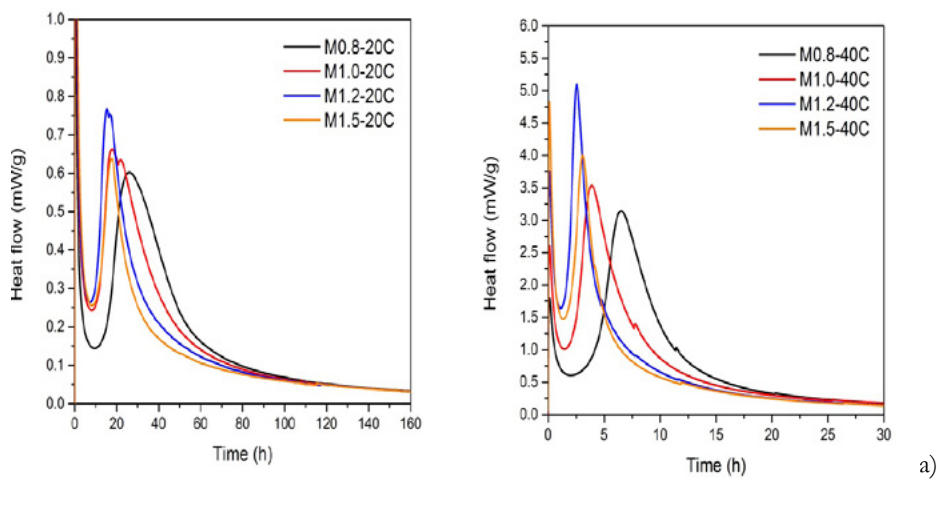 1.0
0.9
0.8
0.7
0.6
0.5
0.4
0.3
0.2
0.1
0.0
Heat flow (mW/g)
M0.8-20C
M1.0-20C
M1.2-20C
M1.5-20C
0 20 40 60 80 100 120 140 160
Time (h)
6.0
5.5
5.0
4.5
4.0
3.5
3.0
2.5
2.0
1.5
1.0
0.5
0.0
Heat flow (mW/g)
M0.8-40C
M1.0-40C
M1.2-40C
M1.5-40C
0 5 10 15 20 25 30
Time (h)
a)